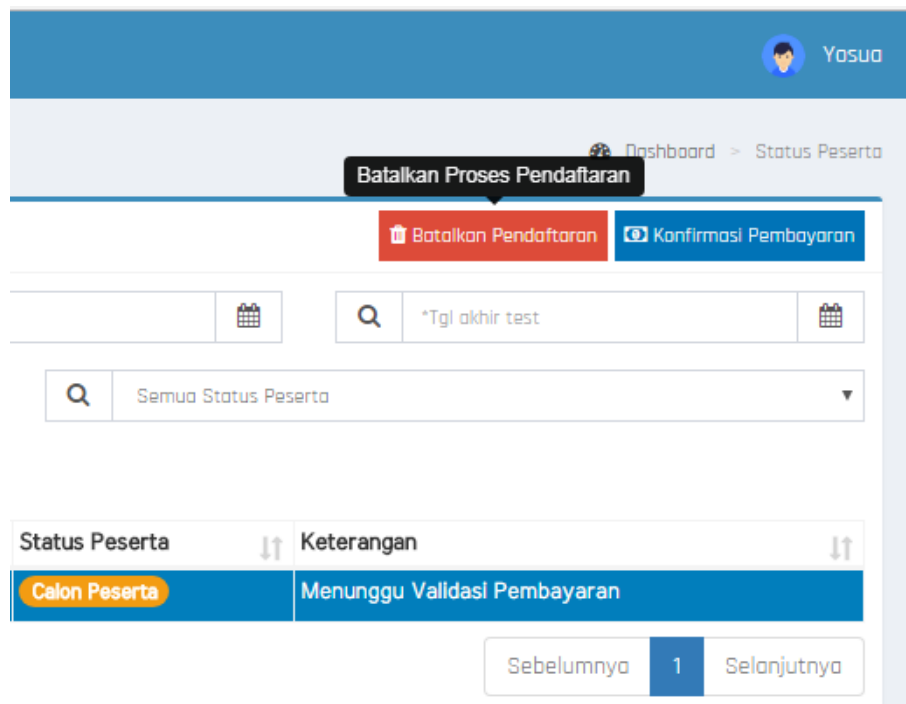 Yosua
Dashboard > Status Peserta
Batalkan Proses Pendaftaran
Batalkan Pendaftaran Konfirmasi Pembayaran
*Tgl akhir test
Semua Status Peserta
Status Peserta Keterangan
Calon Peserta Menunggu Validasi Pembayaran
Sebelumnya 1 Selanjutnya